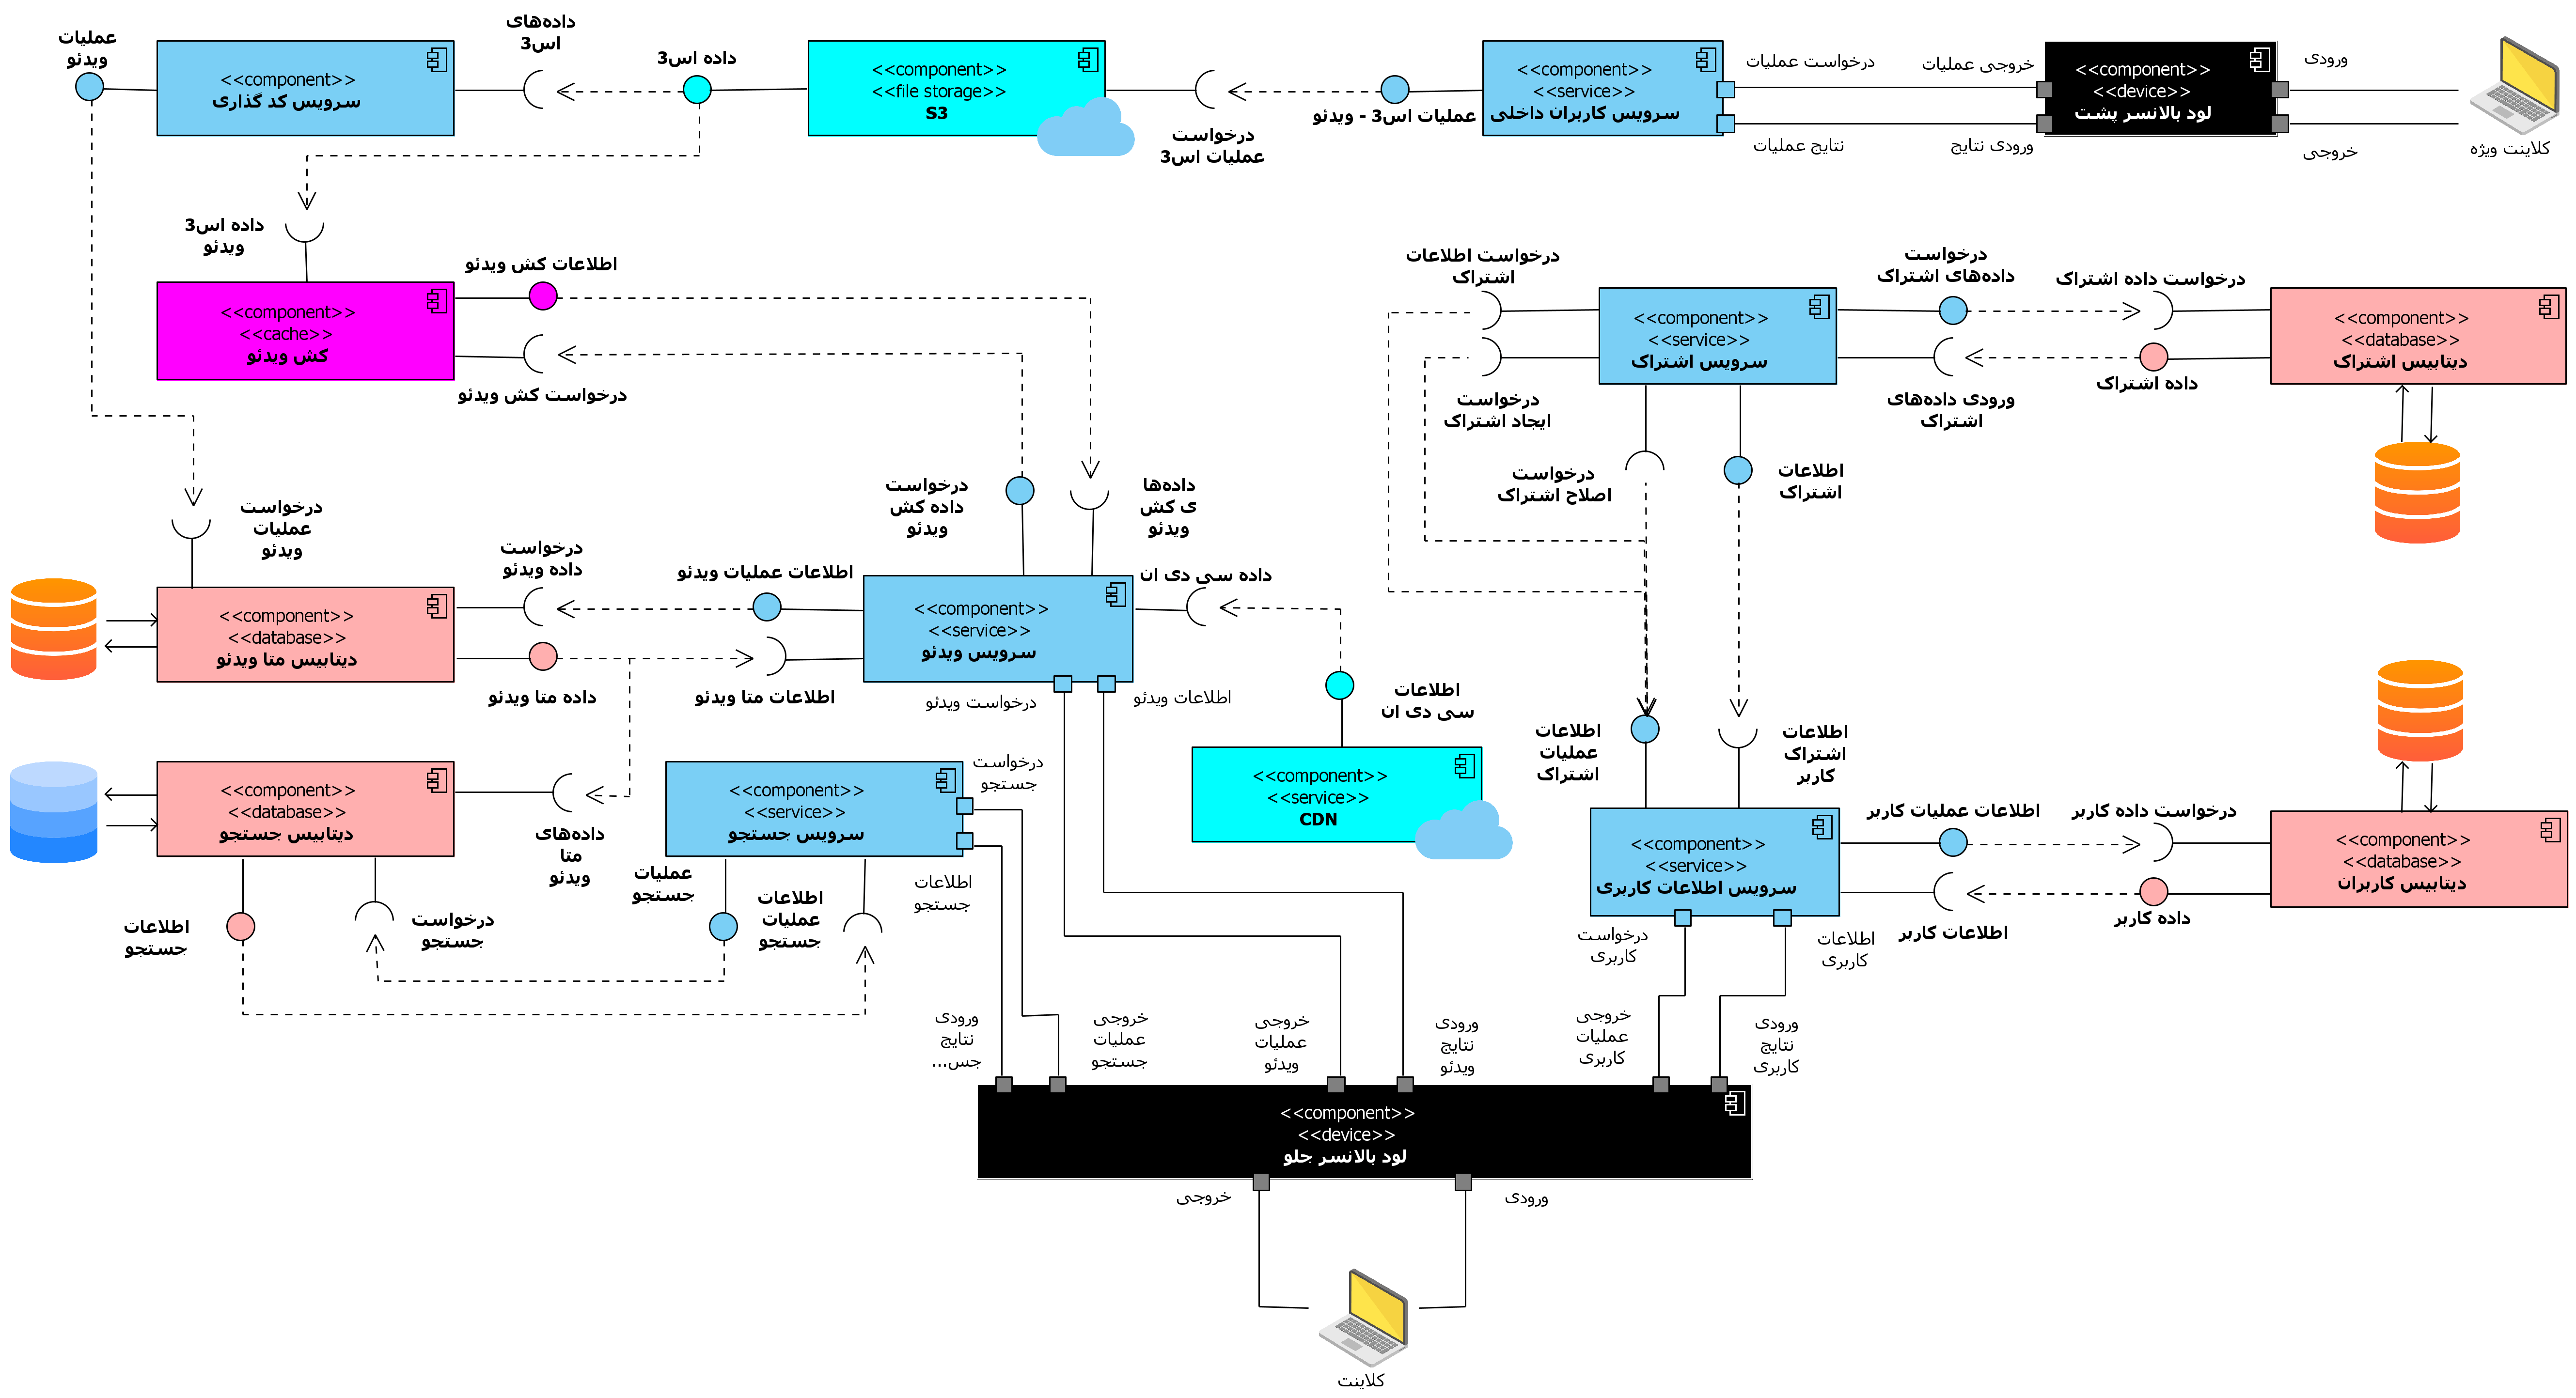 عملیات
ویدئو
<<component>>
سرویس کد گذاری
داده‌های
اس3
داده اس3
<<component>>
<<file storage>>
S3
درخواست
عملیات اس3
عملیات اس3 - ویدئو
<<component>>
<<service>>
سرویس کاربران داخلی
درخواست عملیات
خروجی عملیات
نتایج عملیات
ورودی نتایج
<<component>>
<<device>>
لود بالانسر پشت
ورودی
خروجی
کلاینت ویژه
داده اس3
ویدئو
<<component>>
<<cache>>
کش ویدئو
اطلاعات کش ویدئو
درخواست کش ویدئو
درخواست اطلاعات
اشتراک
درخواست
ایجاد اشتراک
<<component>>
<<service>>
سرویس اشتراک
درخواست
داده‌های اشتراک
درخواست داده اشتراک
ورودی داده‌های
اشتراک
داده اشتراک
<<component>>
<<database>>
دیتابیس اشتراک
درخواست
اصلاح اشتراک
اطلاعات
اشتراک
درخواست
عملیات
ویدئو
درخواست
داده کش
ویدئو
داده‌ها
ی کش
ویدئو
<<component>>
<<database>>
دیتابیس متا ویدئو
درخواست
داده ویدئو
اطلاعات عملیات ویدئو
داده متا ویدئو
اطلاعات متا ویدئو
<<component>>
<<service>>
سرویس ویدئو
داده سی دی ان
درخواست ویدئو
اطلاعات ویدئو
اطلاعات
سی دی ان
<<component>>
<<service>>
CDN
اطلاعات
عملیات
اشتراک
اطلاعات
اشتراک
کاربر
<<component>>
<<database>>
دیتابیس جستجو
داده‌های
متا
ویدئو
<<component>>
<<service>>
سرویس جستجو
درخواست
جستجو
اطلاعات
جستجو
اطلاعات
جستجو
درخواست
جستجو
عملیات
جستجو
اطلاعات
عملیات
جستجو
<<component>>
<<service>>
سرویس اطلاعات کاربری
اطلاعات عملیات کاربر
درخواست داده کاربر
اطلاعات کاربر
داده کاربر
<<component>>
<<database>>
دیتابیس کاربران
درخواست
کاربری
اطلاعات
کاربری
ورودی
نتایج
جس...
خروجی
عملیات
جستجو
خروجی
عملیات
ویدئو
ورودی
نتایج
ویدئو
خروجی
عملیات
کاربری
ورودی
نتایج
کاربری
<<component>>
<<device>>
لود بالانسر جلو
خروجی
ورودی
کلاینت